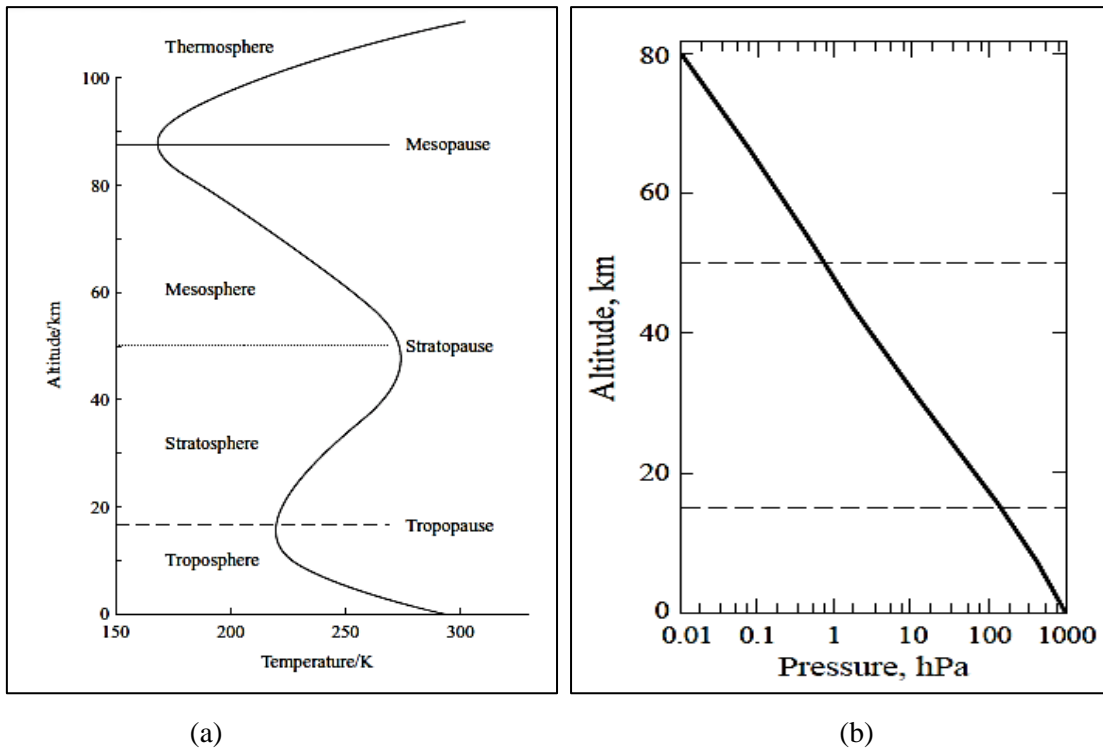 Thermosphere
100
Mesopause
80
Mesosphere
60
Altitude/km
Stratopause
40
Stratosphere
20
Tropopause
Troposphere
0
150 200 250 300
Temperature/K
(a)
80
60
Altitude, km
40
20
0
0.01 0.1 1 10 100 1000
Pressure, hPa
(b)